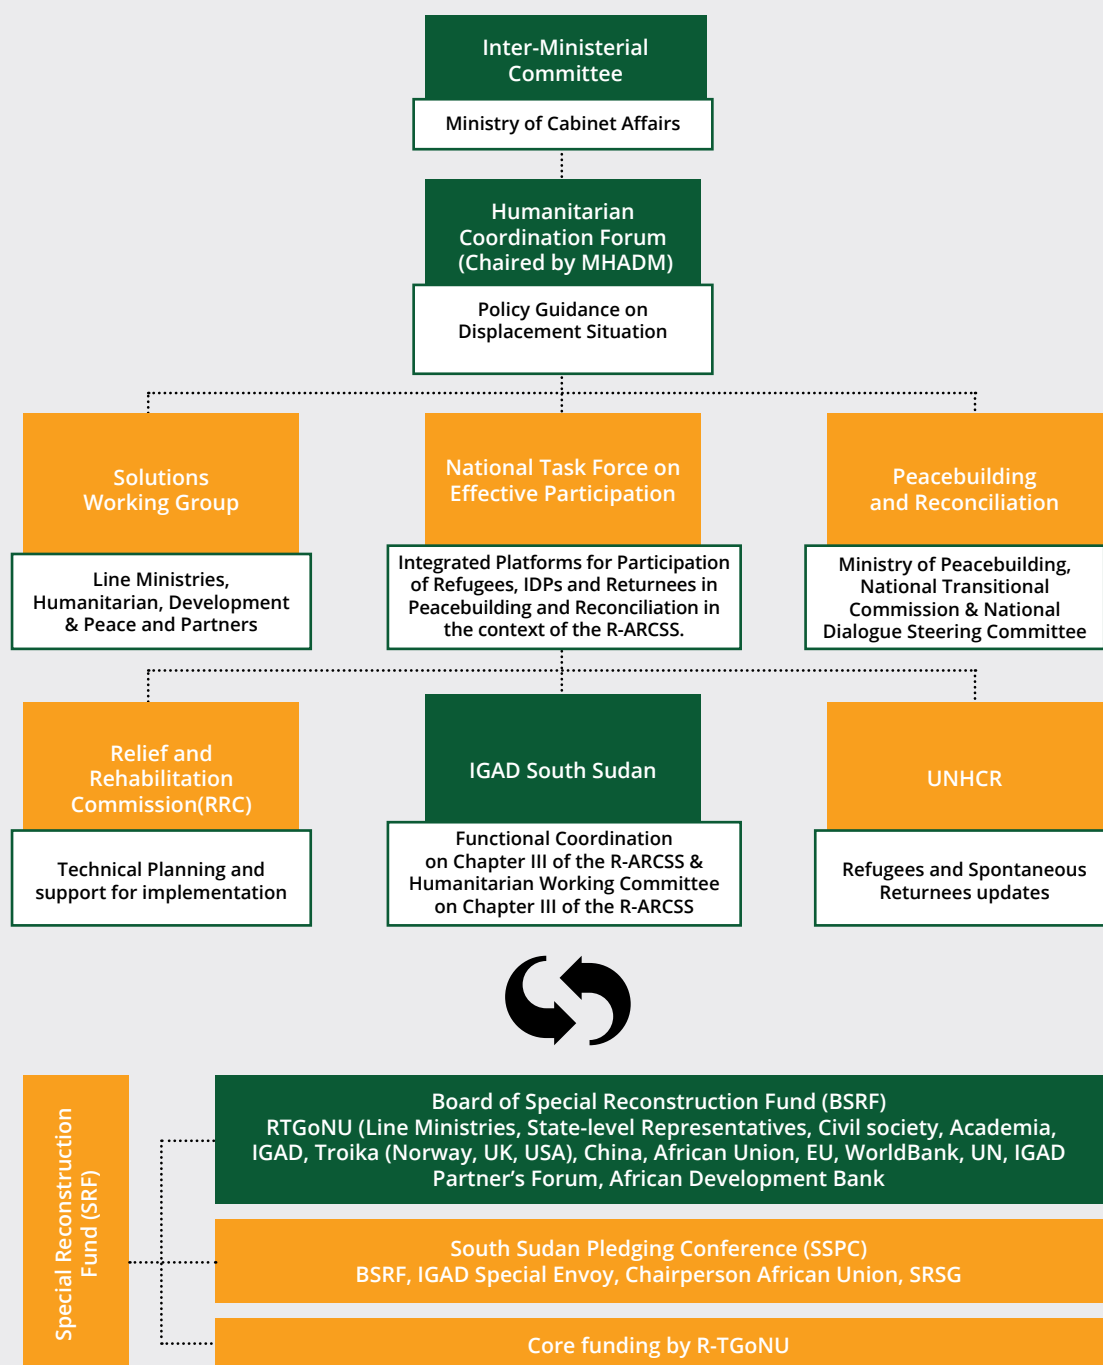 Inter-Ministerial
Committee
Ministry of Cabinet Affairs
Humanitarian
Coordination Forum
(Chaired by MHADM)
Policy Guidance on
Displacement Situation
Solutions
Working Group
Line Ministries,
Humanitarian, Development
& Peace and Partners
National Task Force on
Effective Participation
Integrated Platforms for Participation
of Refugees, IDPs and Returnees in
Peacebuilding and Reconciliation in
the context of the R-ARCSS.
Peacebuilding
and Reconciliation
Ministry of Peacebuilding,
National Transitional
Commission & National
Dialogue Steering Committee
Relief and
Rehabilitation
Commission(RRC)
Technical Planning and
support for implementation
IGAD South Sudan
Functional Coordination
on Chapter III of the R-ARCSS &
Humanitarian Working Committee
on Chapter III of the R-ARCSS
UNHCR
Refugees and Spontaneous
Returnees updates
Special Reconstruction
Fund (SRF)
Board of Special Reconstruction Fund (BSRF)
RTGoNU (Line Ministries, State-level Representatives, Civil society, Academia,
IGAD, Troika (Norway, UK, USA), China, African Union, EU, WorldBank, UN, IGAD
Partner's Forum, African Development Bank
South Sudan Pledging Conference (SSPC)
BSRF, IGAD Special Envoy, Chairperson African Union, SRSG
Core funding by R-TGoNU